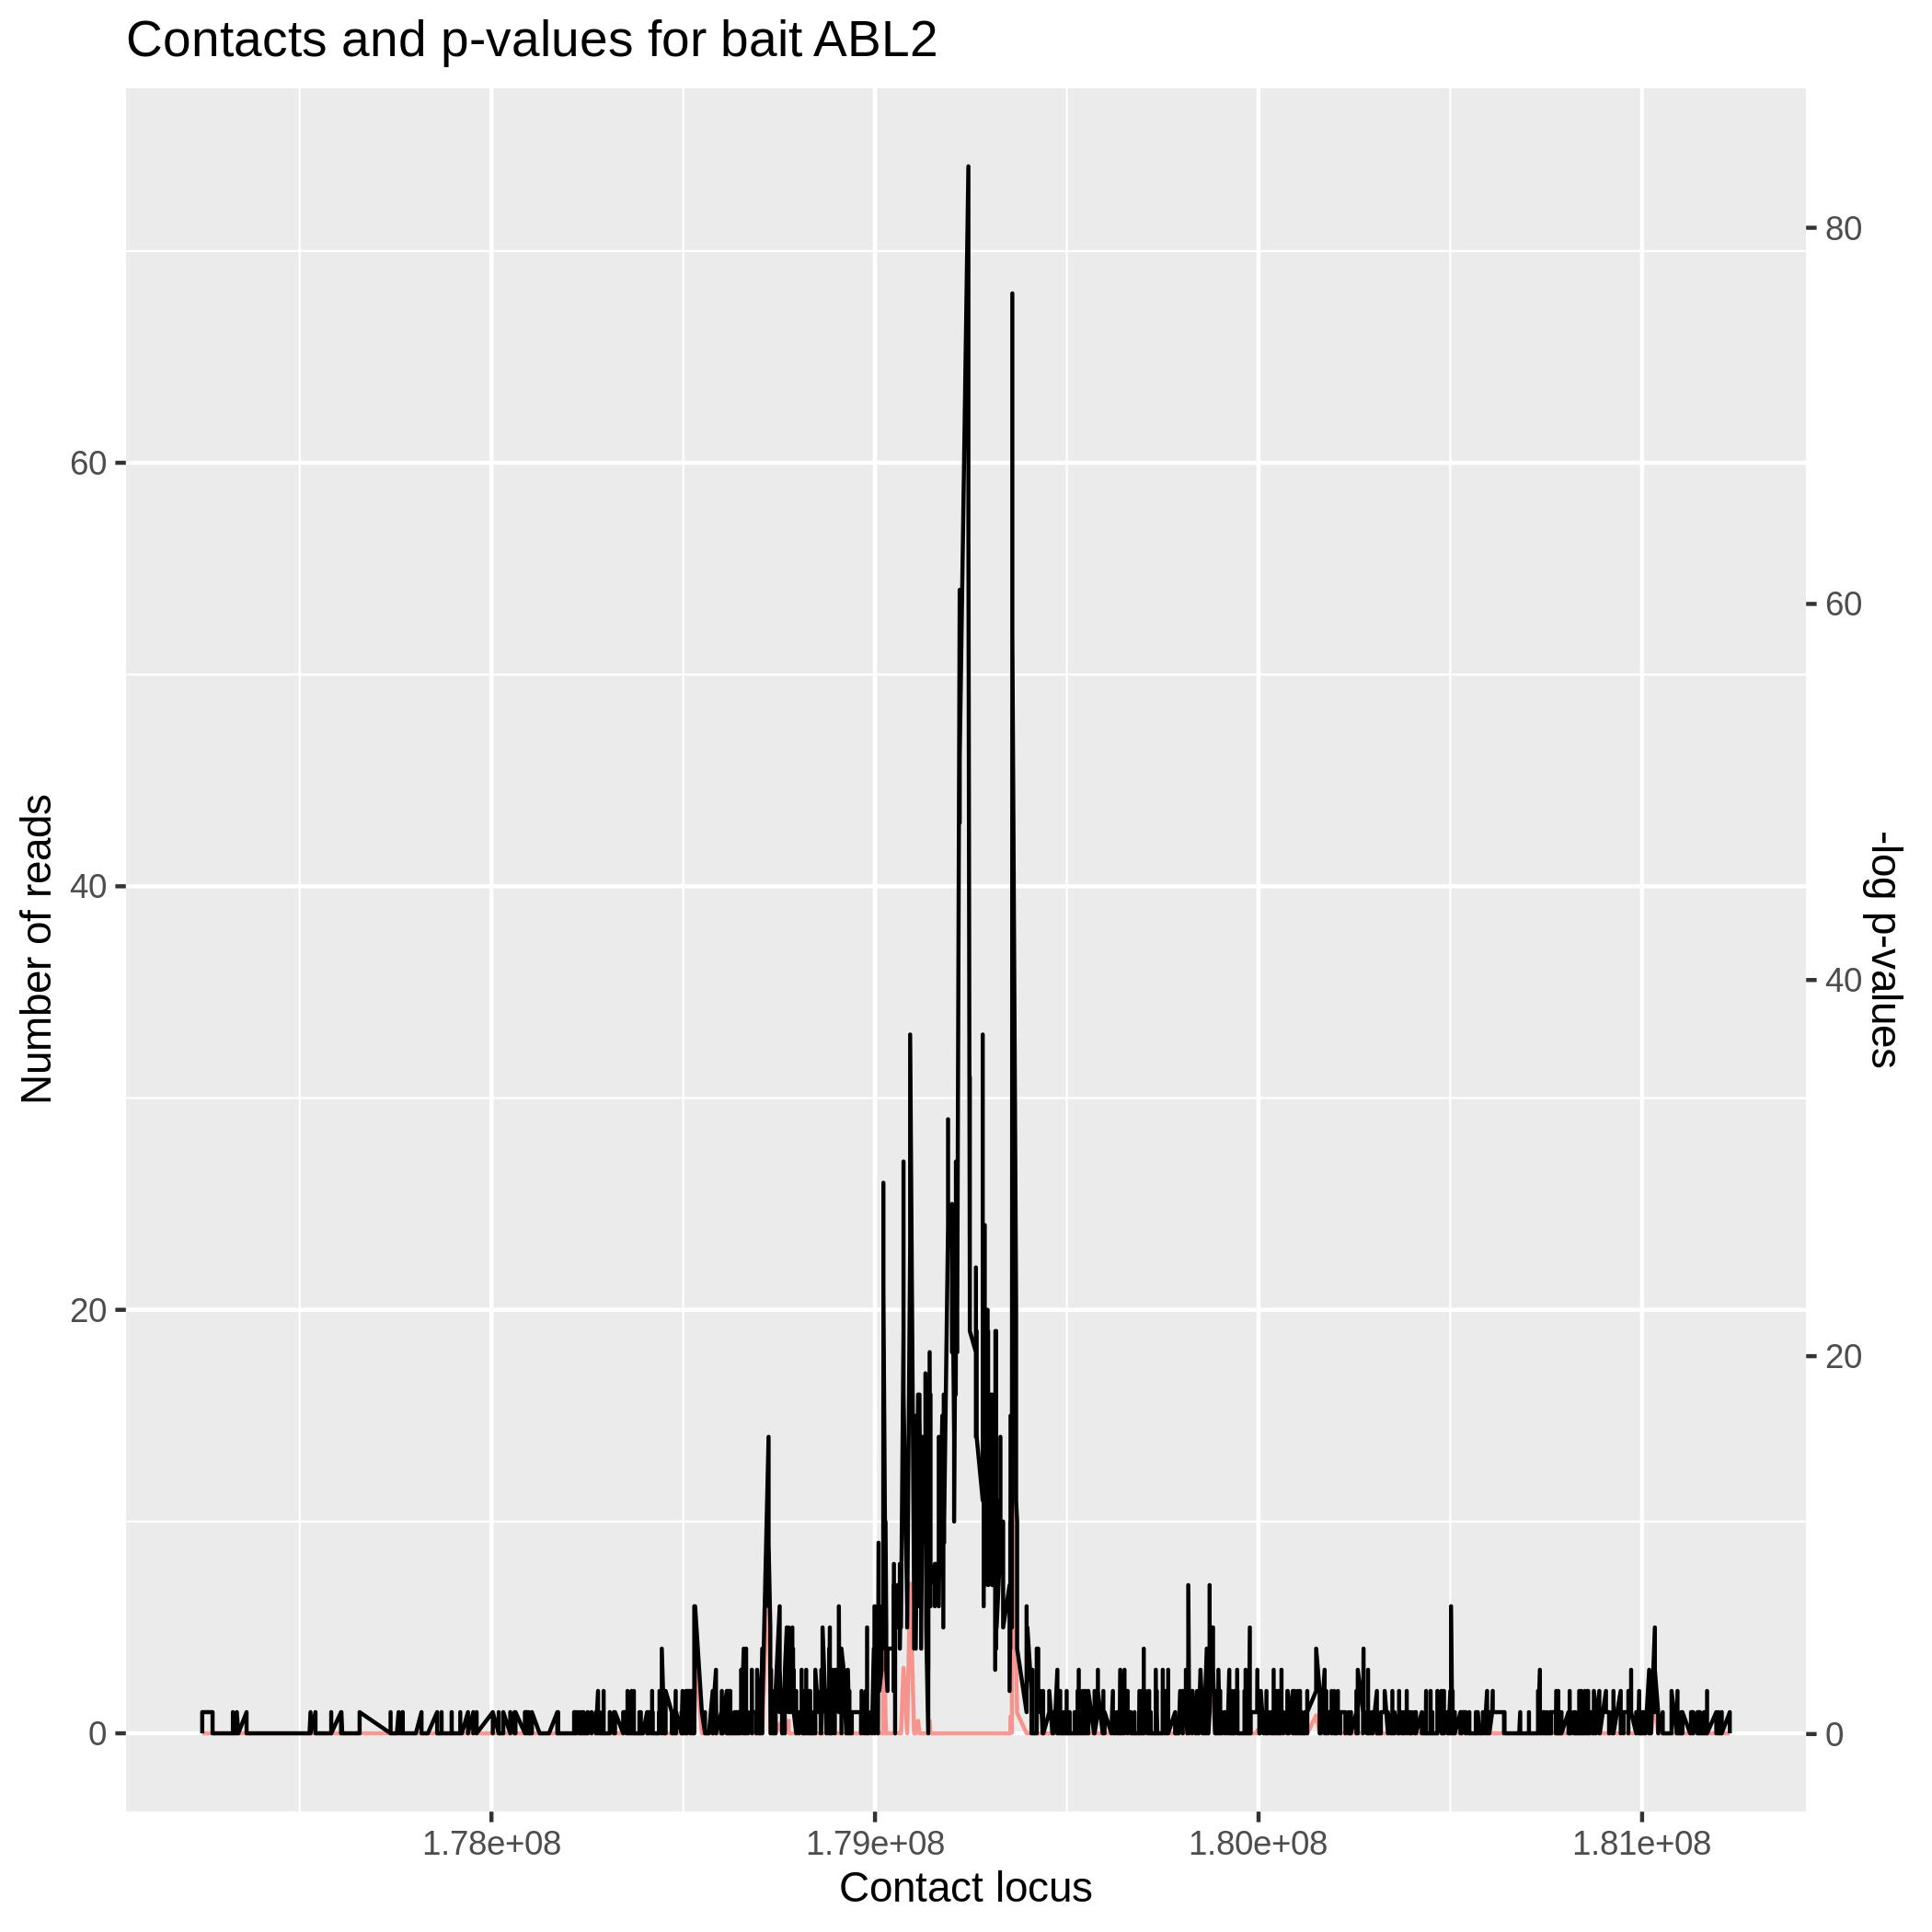 Contacts and p-values for bait ABL2
Number of reads
60
40
20
0
80
60
40
20
0
-log p-values
1.78e+08 1.79e+08 1.80e+08 1.81e+08
Contact locus